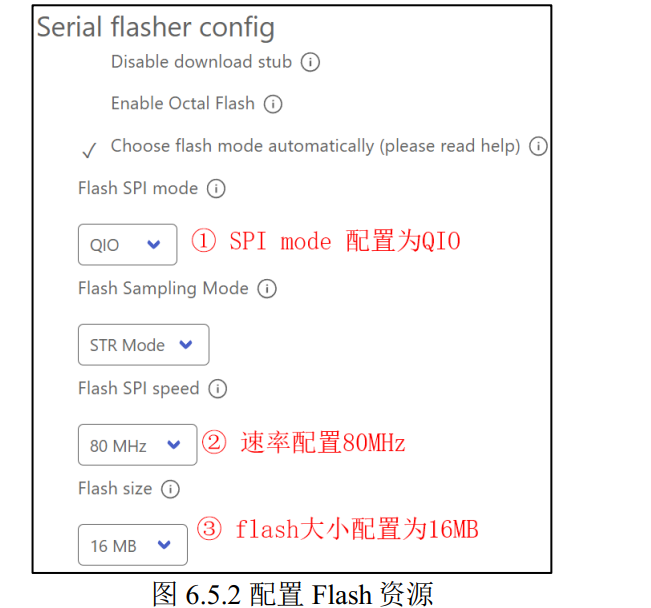 Serial flasher config
Disable download stub
Enable Octal Flash
Choose flash mode automatically (please read help)
Flash SPI mode
QIO ① SPI mode 配置为QIO
Flash Sampling Mode
STR Mode
Flash SPI speed
80 MHz ② 速率配置80MHz
Flash size
16 MB ③ flash大小配置为16MB
图 6.5.2 配置 Flash 资源